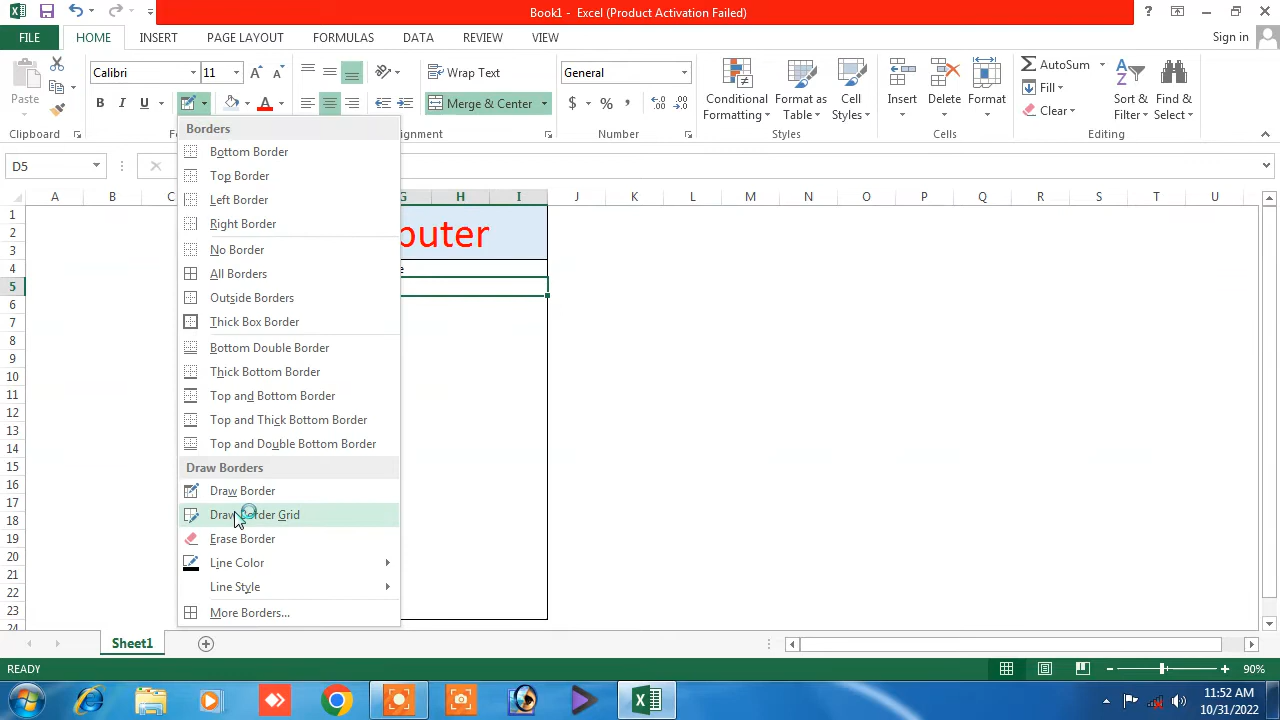 Book1 - Excel (Product Activation Failed)
FILE HOME INSERT PAGE LAYOUT FORMULAS DATA REVIEW VIEW Sign in
Paste
Calibri 11
B I U
Wrap Text
Merge & Center
General
$ % ,
Conditional Formatting
Format as Table
Cell Styles
Insert Delete Format
AutoSum
Fill
Clear
Sort & Filter
Find & Select
Clipboard Number Styles Cells Editing
D5
A B C G H I J K L M N O P Q R S T U
1
2
3
4
5
6
7
8
9
10
11
12
13
14
15
16
17
18
19
20
21
22
23
24
puter
e
Borders
Bottom Border
Top Border
Left Border
Right Border
No Border
All Borders
Outside Borders
Thick Box Border
Bottom Double Border
Thick Bottom Border
Top and Bottom Border
Top and Thick Bottom Border
Top and Double Bottom Border
Draw Borders
Draw Border
Draw Border Grid
Erase Border
Line Color
Line Style
More Borders...
Sheet1
READY 90%
11:52 AM
10/31/2022